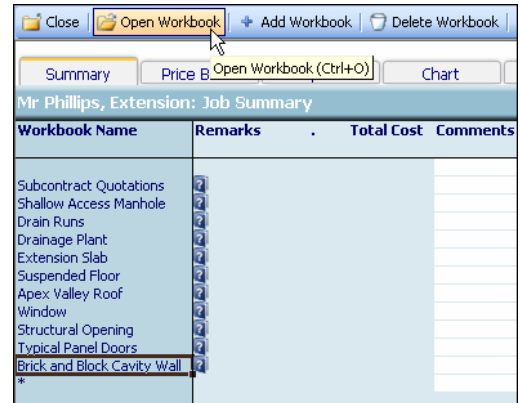 Close Open Workbook Add Workbook Delete Workbook
Open Workbook (Ctrl+O)
Summary Price B Chart
Mr Phillips, Extension: Job Summary
Workbook Name Remarks . Total Cost Comments
Subcontract Quotations
Shallow Access Manhole
Drain Runs
Drainage Plant
Extension Slab
Suspended Floor
Apex Valley Roof
Window
Structural Opening
Typical Panel Doors
Brick and Block Cavity Wall
*